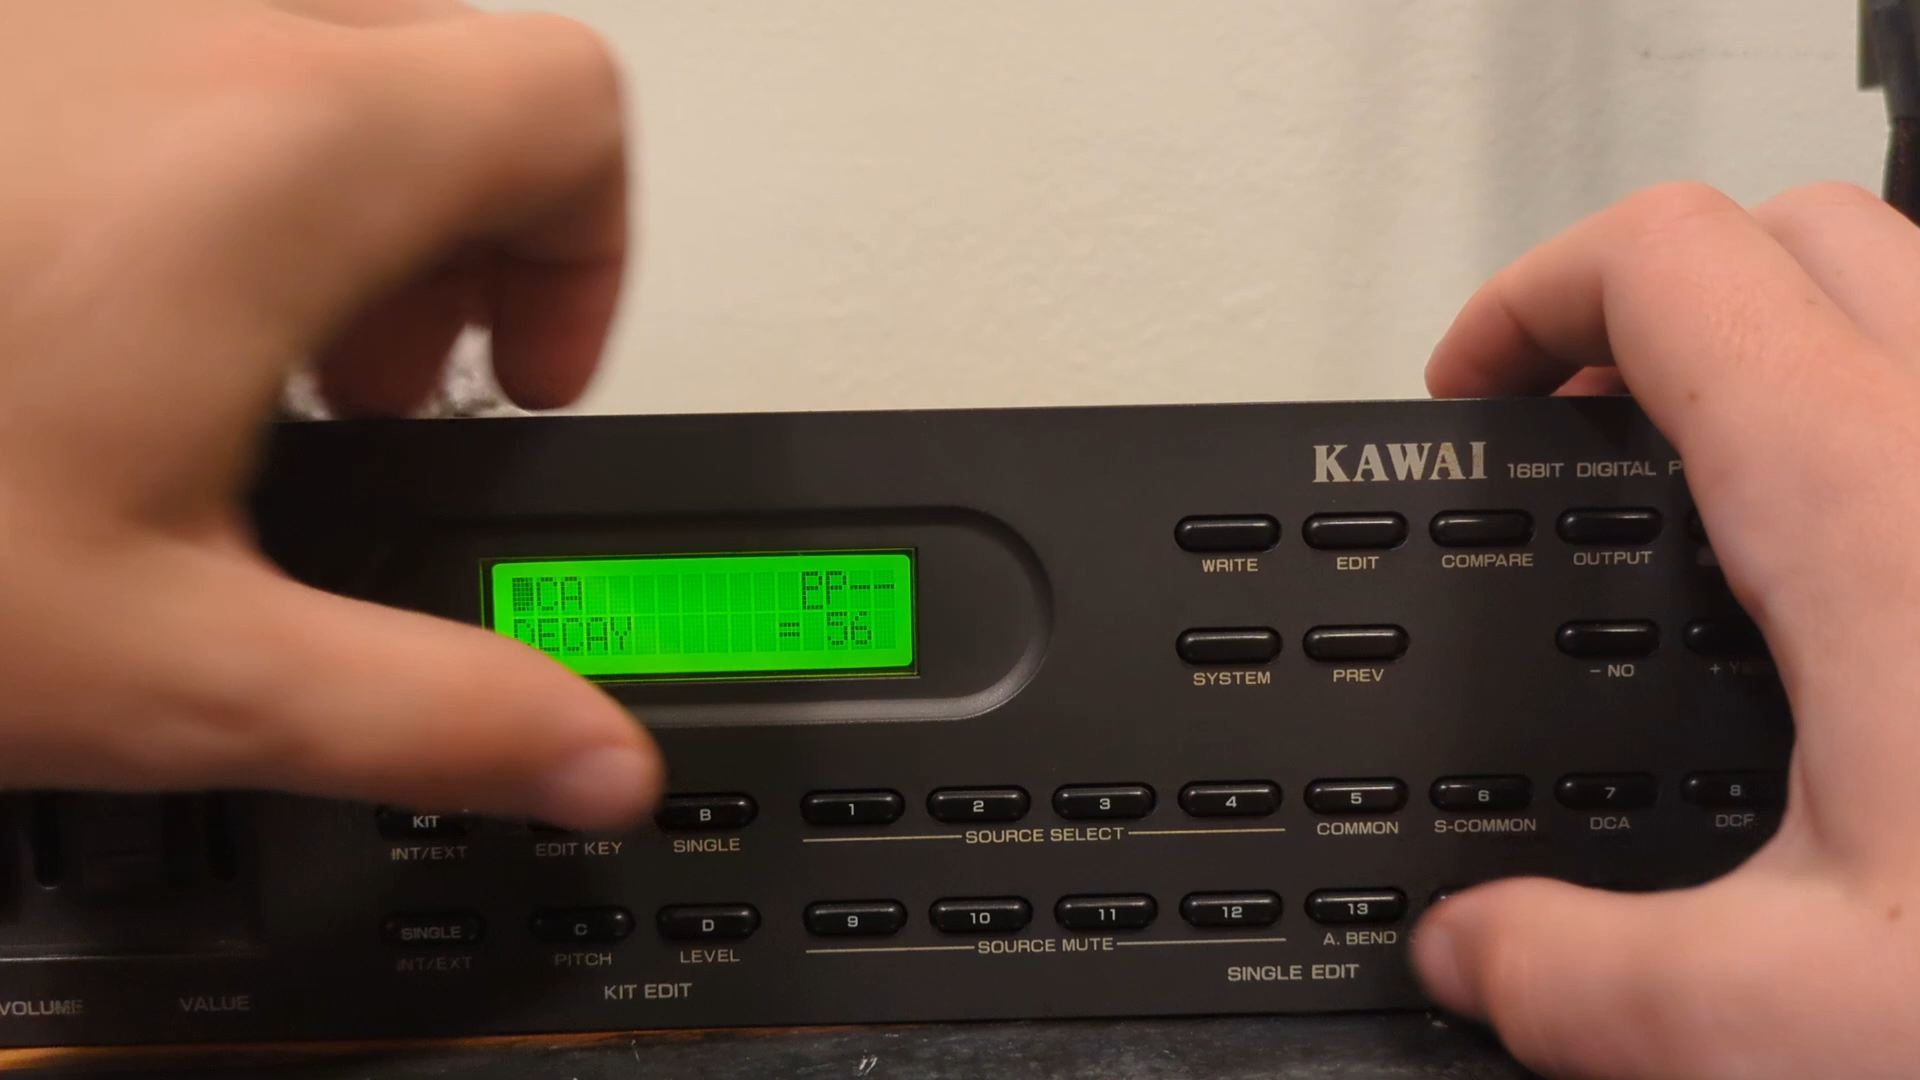 KAWAI 16BIT DIGITAL
WRITE EDIT COMPARE OUTPUT
CA PP--
DECAY = 56
SYSTEM PREV - NO +
KIT B 1 2 3 4 5 6 7 8
INT/EXT EDIT KEY SINGLE SOURCE SELECT COMMON S-COMMON DCA DCF
SINGLE C D 9 10 11 12 13
INT/EXT PITCH LEVEL SOURCE MUTE A. BEND
KIT EDIT SINGLE EDIT
VOLUME VALUE